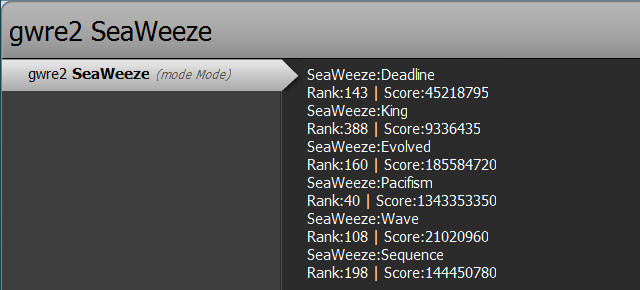 gwre2 SeaWeeze
gwre2 SeaWeeze (mode Mode)
SeaWeeze:Deadline
Rank:143 | Score:45218795
SeaWeeze:King
Rank:388 | Score:9336435
SeaWeeze:Evolved
Rank:160 | Score:185584720
SeaWeeze:Pacifism
Rank:40 | Score:1343353350
SeaWeeze:Wave
Rank:108 | Score:21020960
SeaWeeze:Sequence
Rank:198 | Score:144450780